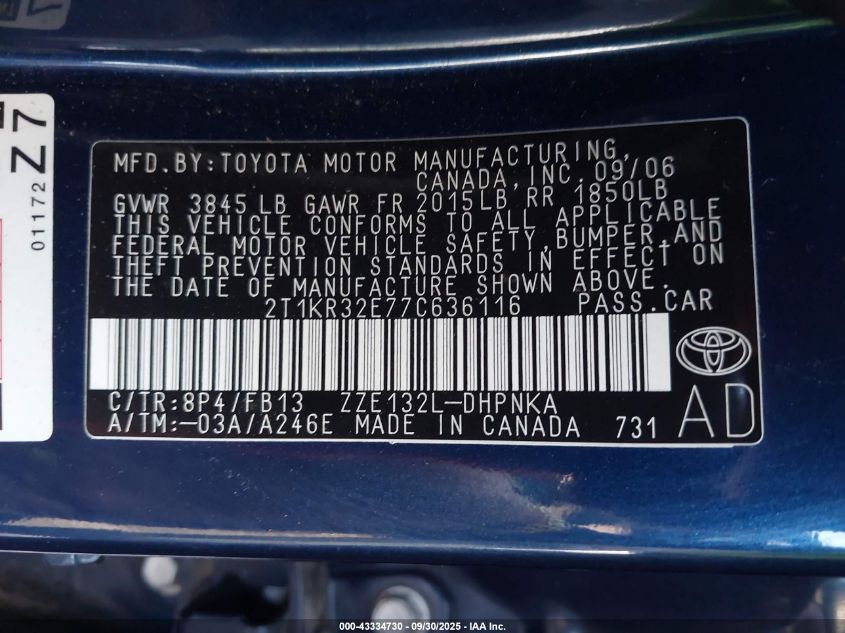 MFD.BY:TOYOTA MOTOR MANUFACTURING,
CANADA,INC. 09/06
GVWR 3845LB GAWR FR 2015LB RR 1850LB
THIS VEHICLE CONFORMS TO ALL APPLICABLE
FEDERAL MOTOR VEHICLE SAFETY,BUMPER,AND
THEFT PREVENTION STANDARDS IN EFFECT ON
THE DATE OF MANUFACTURE SHOWN ABOVE.
2T1KR32E77C636116 PASS.CAR
C/TR:8P4/FB13 ZZE132L-DHPNKA
A/TM:-03A/A246E MADE IN CANADA 731
AD
01172
Z7
000-43334730 - 09/30/2025 - IAA Inc.